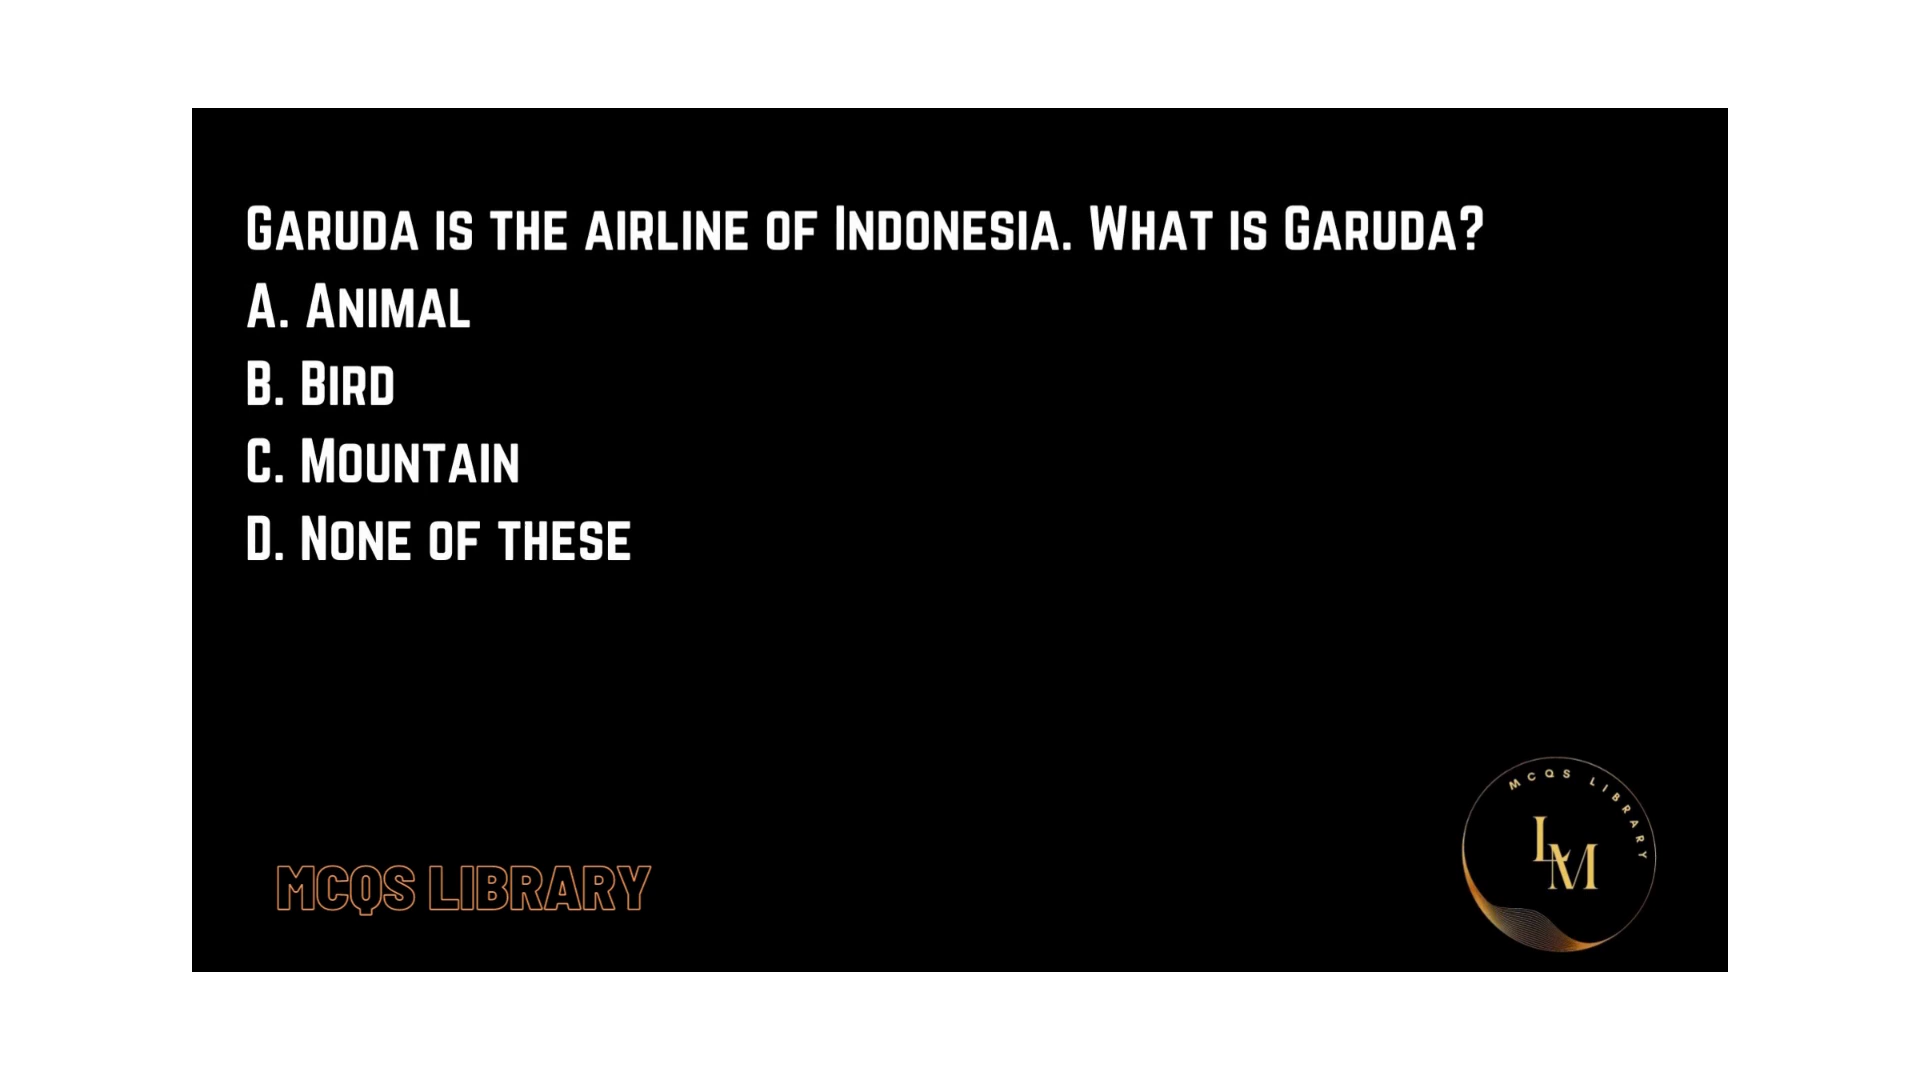 Garuda is the airline of Indonesia. What is Garuda?
A. Animal
B. Bird
C. Mountain
D. None of these
MCQS LIBRARY
MCQS LIBRARY
LM